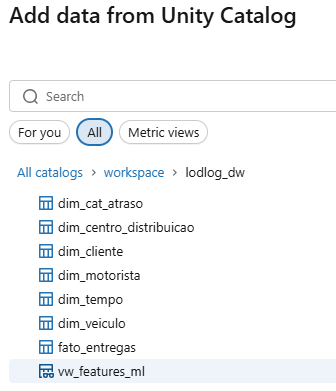 Add data from Unity Catalog
Search
For you All Metric views
All catalogs > workspace > lodlog_dw
dim_cat_atraso
dim_centro_distribuicao
dim_cliente
dim_motorista
dim_tempo
dim_veiculo
fato_entregas
vw_features_ml